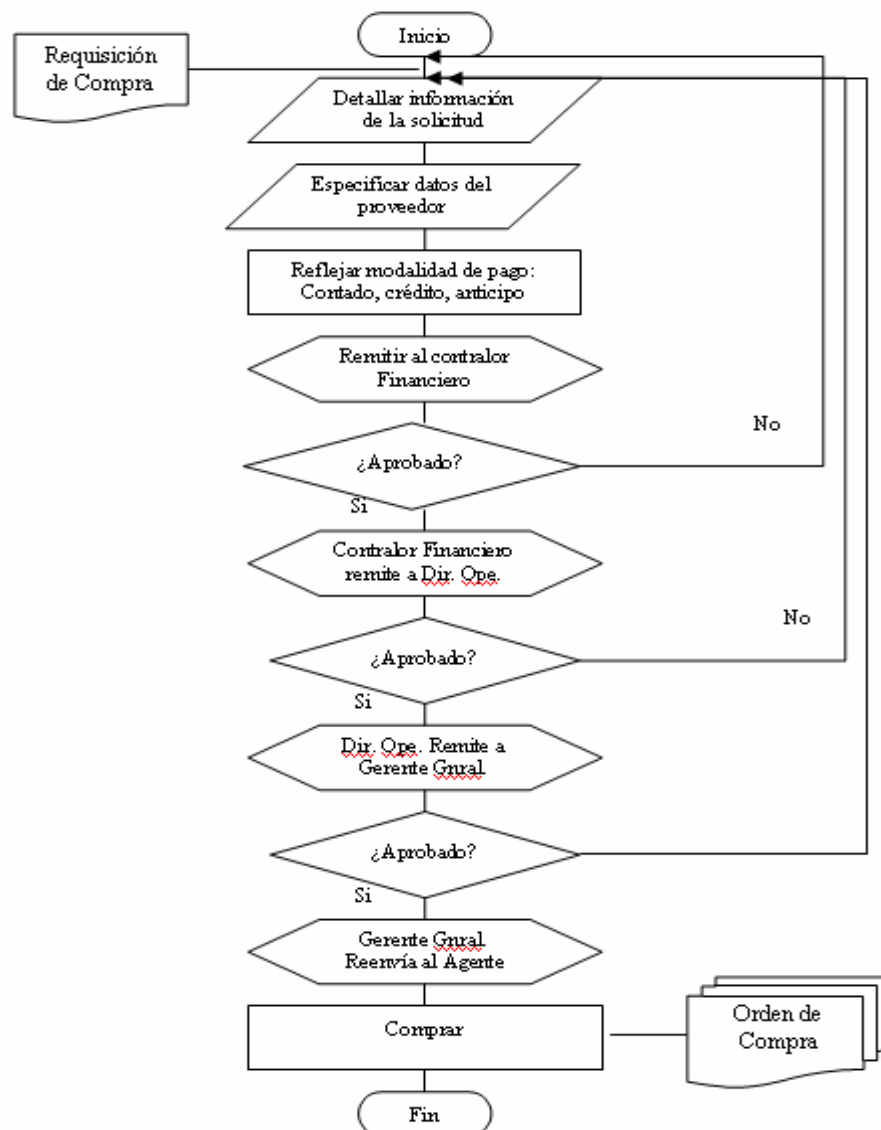 Inicio
Requisición
de Compra
Detallar información
de la solicitud
Especificar datos del
proveedor
Reflejar modalidad de pago:
Contado, crédito, anticipo
Remitir al contralor
Financiero
No
¿Aprobado?
Si
Contralor Financiero
remite a Dir. Ope.
No
¿Aprobado?
Si
Dir. Ope. Remite a
Gerente Gnral.
¿Aprobado?
Si
Gerente Gnral.
Reenvía al Agente
Comprar
Orden de
Compra
Fin